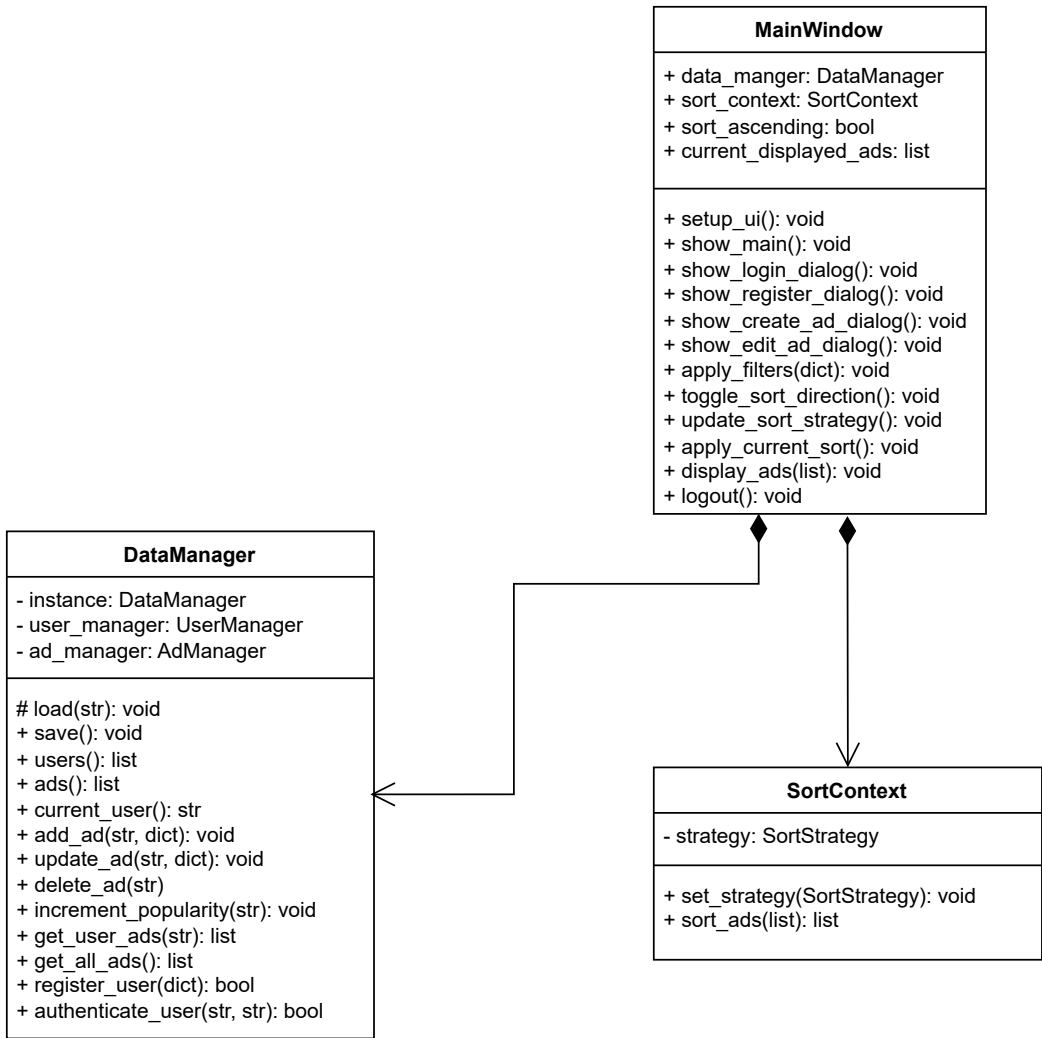 MainWindow
+ data_manger: DataManager
+ sort_context: SortContext
+ sort_ascending: bool
+ current_displayed_ads: list
+ setup_ui(): void
+ show_main(): void
+ show_login_dialog(): void
+ show_register_dialog(): void
+ show_create_ad_dialog(): void
+ show_edit_ad_dialog(): void
+ apply_filters(dict): void
+ toggle_sort_direction(): void
+ update_sort_strategy(): void
+ apply_current_sort(): void
+ display_ads(list): void
+ logout(): void
DataManager
- instance: DataManager
- user_manager: UserManager
- ad_manager: AdManager
# load(str): void
+ save(): void
+ users(): list
+ ads(): list
+ current_user(): str
+ add_ad(str, dict): void
+ update_ad(str, dict): void
+ delete_ad(str)
+ increment_popularity(str): void
+ get_user_ads(str): list
+ get_all_ads(): list
+ register_user(dict): bool
+ authenticate_user(str, str): bool
SortContext
- strategy: SortStrategy
+ set_strategy(SortStrategy): void
+ sort_ads(list): list